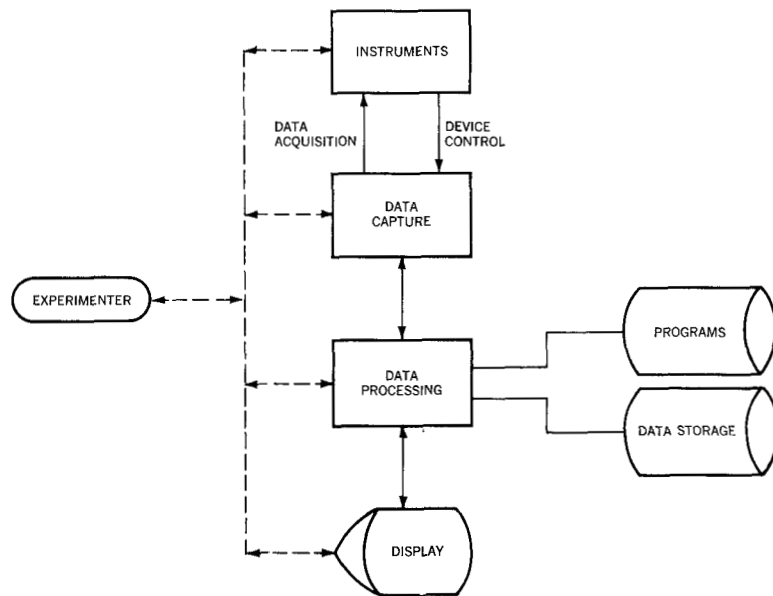 INSTRUMENTS
DATA
ACQUISITION
DEVICE
CONTROL
DATA
CAPTURE
EXPERIMENTER
PROGRAMS
DATA
PROCESSING
DATA STORAGE
DISPLAY